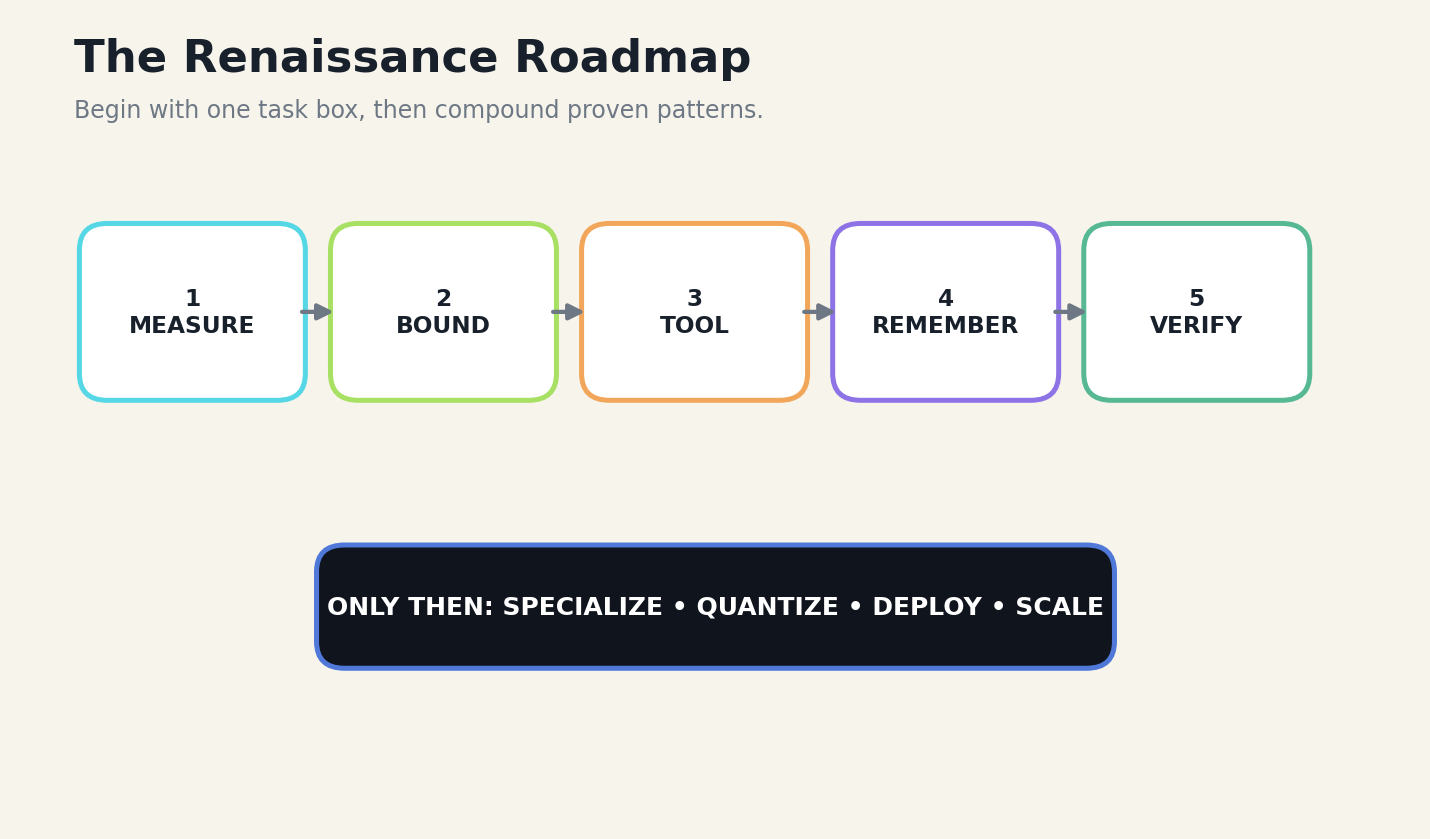 The Renaissance Roadmap
Begin with one task box, then compound proven patterns.
1
MEASURE
2
BOUND
3
TOOL
4
REMEMBER
5
VERIFY
ONLY THEN: SPECIALIZE • QUANTIZE • DEPLOY • SCALE